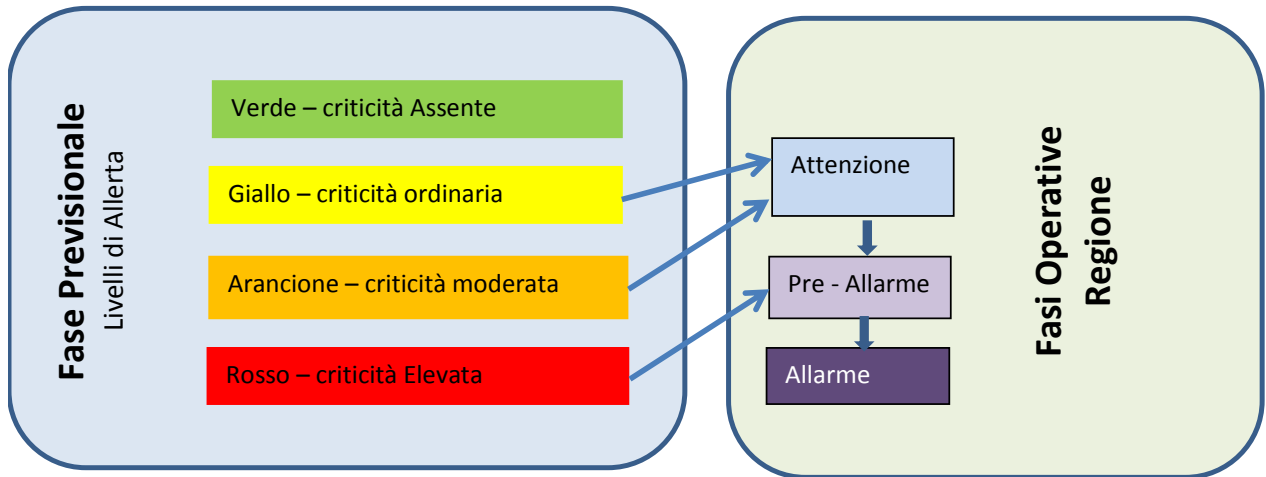 Fase Previsionale
Livelli di Allerta
Verde – criticità Assente
Giallo – criticità ordinaria
Arancione – criticità moderata
Rosso – criticità Elevata
Attenzione
Pre - Allarme
Allarme
Fasi Operative
Regione